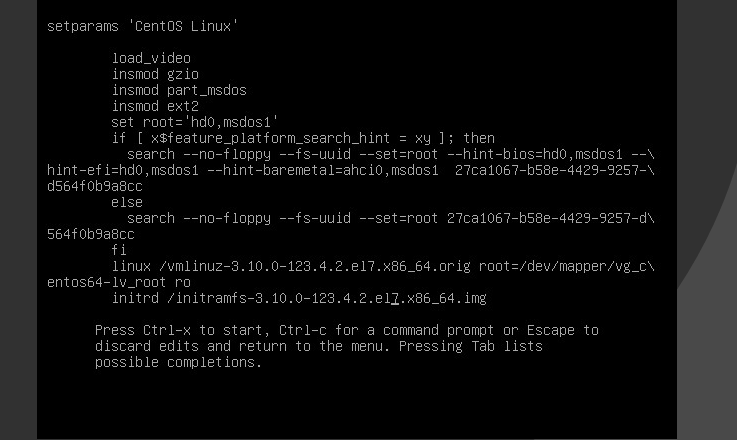 setparams 'CentOS Linux'
load_video
insmod gzio
insmod part_msdos
insmod ext2
set root='hd0,msdos1'
if [ x$feature_platform_search_hint = xy ]; then
search --no-floppy --fs-uuid --set=root --hint-bios=hd0,msdos1 --\
hint-efi=hd0,msdos1 --hint-baremetal=ahci0,msdos1  27ca1067-b58e-4429-9257-\
d564f0b9a8cc
else
search --no-floppy --fs-uuid --set=root 27ca1067-b58e-4429-9257-d\
564f0b9a8cc
fi
linux /vmlinuz-3.10.0-123.4.2.el7.x86_64.orig root=/dev/mapper/vg_c\
entos64-lv_root ro
initrd /initramfs-3.10.0-123.4.2.el7.x86_64.img
Press Ctrl-x to start, Ctrl-c for a command prompt or Escape to
discard edits and return to the menu. Pressing Tab lists
possible completions.